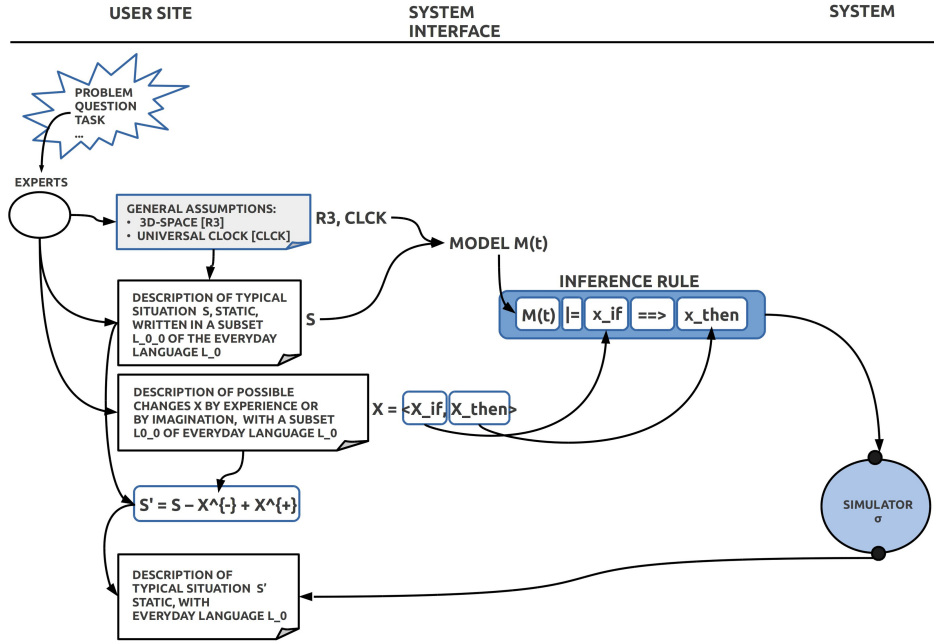 USER SITE
SYSTEM
INTERFACE
SYSTEM
PROBLEM
QUESTION
TASK
...
EXPERTS
GENERAL ASSUMPTIONS:
• 3D-SPACE [R3]
• UNIVERSAL CLOCK [CLCK]
R3, CLCK
MODEL M(t)
DESCRIPTION OF TYPICAL
SITUATION S, STATIC,
WRITTEN IN A SUBSET
L_0_0 OF THE EVERYDAY
LANGUAGE L_0
S
INFERENCE RULE
M(t) |= x_if ==> x_then
DESCRIPTION OF POSSIBLE
CHANGES X BY EXPERIENCE OR
BY IMAGINATION, WITH A SUBSET
L0_0 OF EVERYDAY LANGUAGE L_0
X = <X_if, X_then>
S' = S – X^{-} + X^{+}
SIMULATOR
σ
DESCRIPTION OF
TYPICAL SITUATION S'
STATIC, WITH
EVERYDAY LANGUAGE L_0